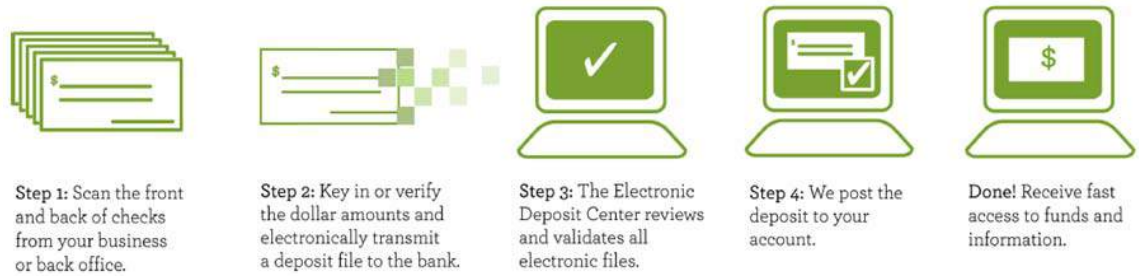 $
$
$
$
Step 1: Scan the front
and back of checks
from your business
or back office.
Step 2: Key in or verify
the dollar amounts and
electronically transmit
a deposit file to the bank.
Step 3: The Electronic
Deposit Center reviews
and validates all
electronic files.
Step 4: We post the
deposit to your
account.
Done! Receive fast
access to funds and
information.